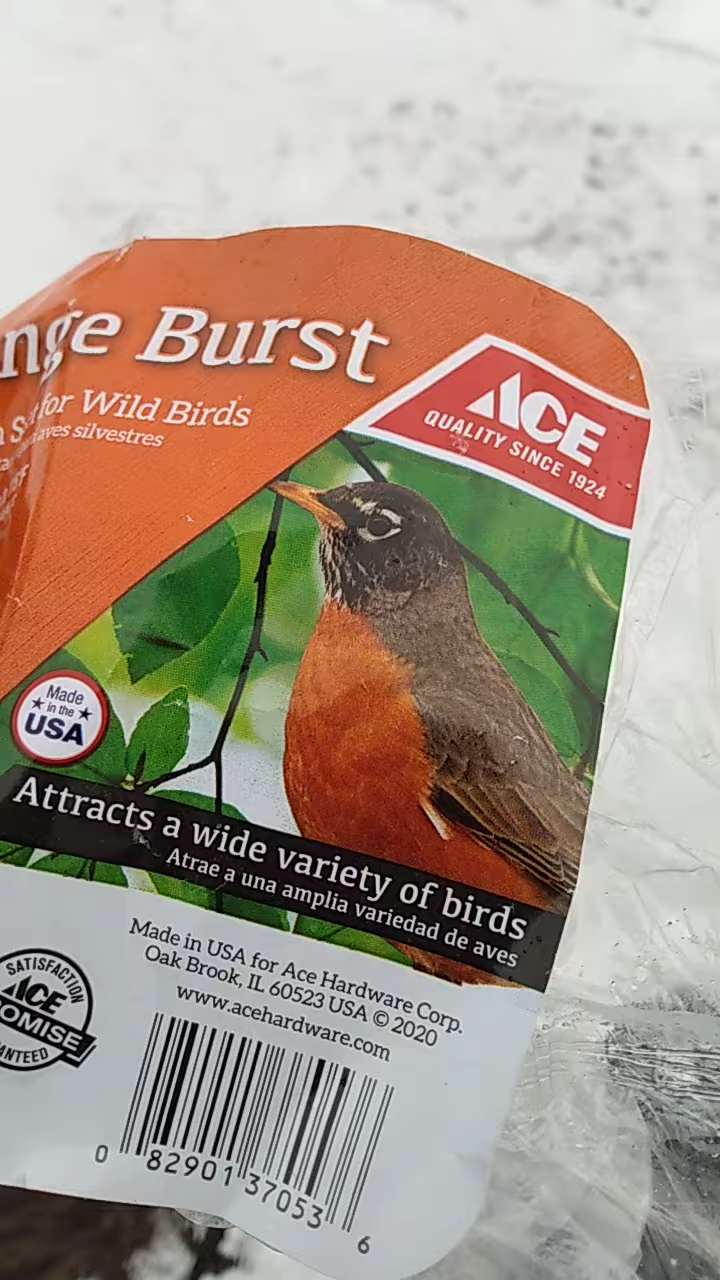 nge Burst
for Wild Birds
aves silvestres
ACE
QUALITY SINCE 1924
Made
in the
USA
Attracts a wide variety of birds
Atrae a una amplia variedad de aves
SATISFACTION
ACE
OMISE
ANTEED
Made in USA for Ace Hardware Corp.
Oak Brook, IL 60523 USA © 2020
www.acehardware.com
0 82901 37053 6